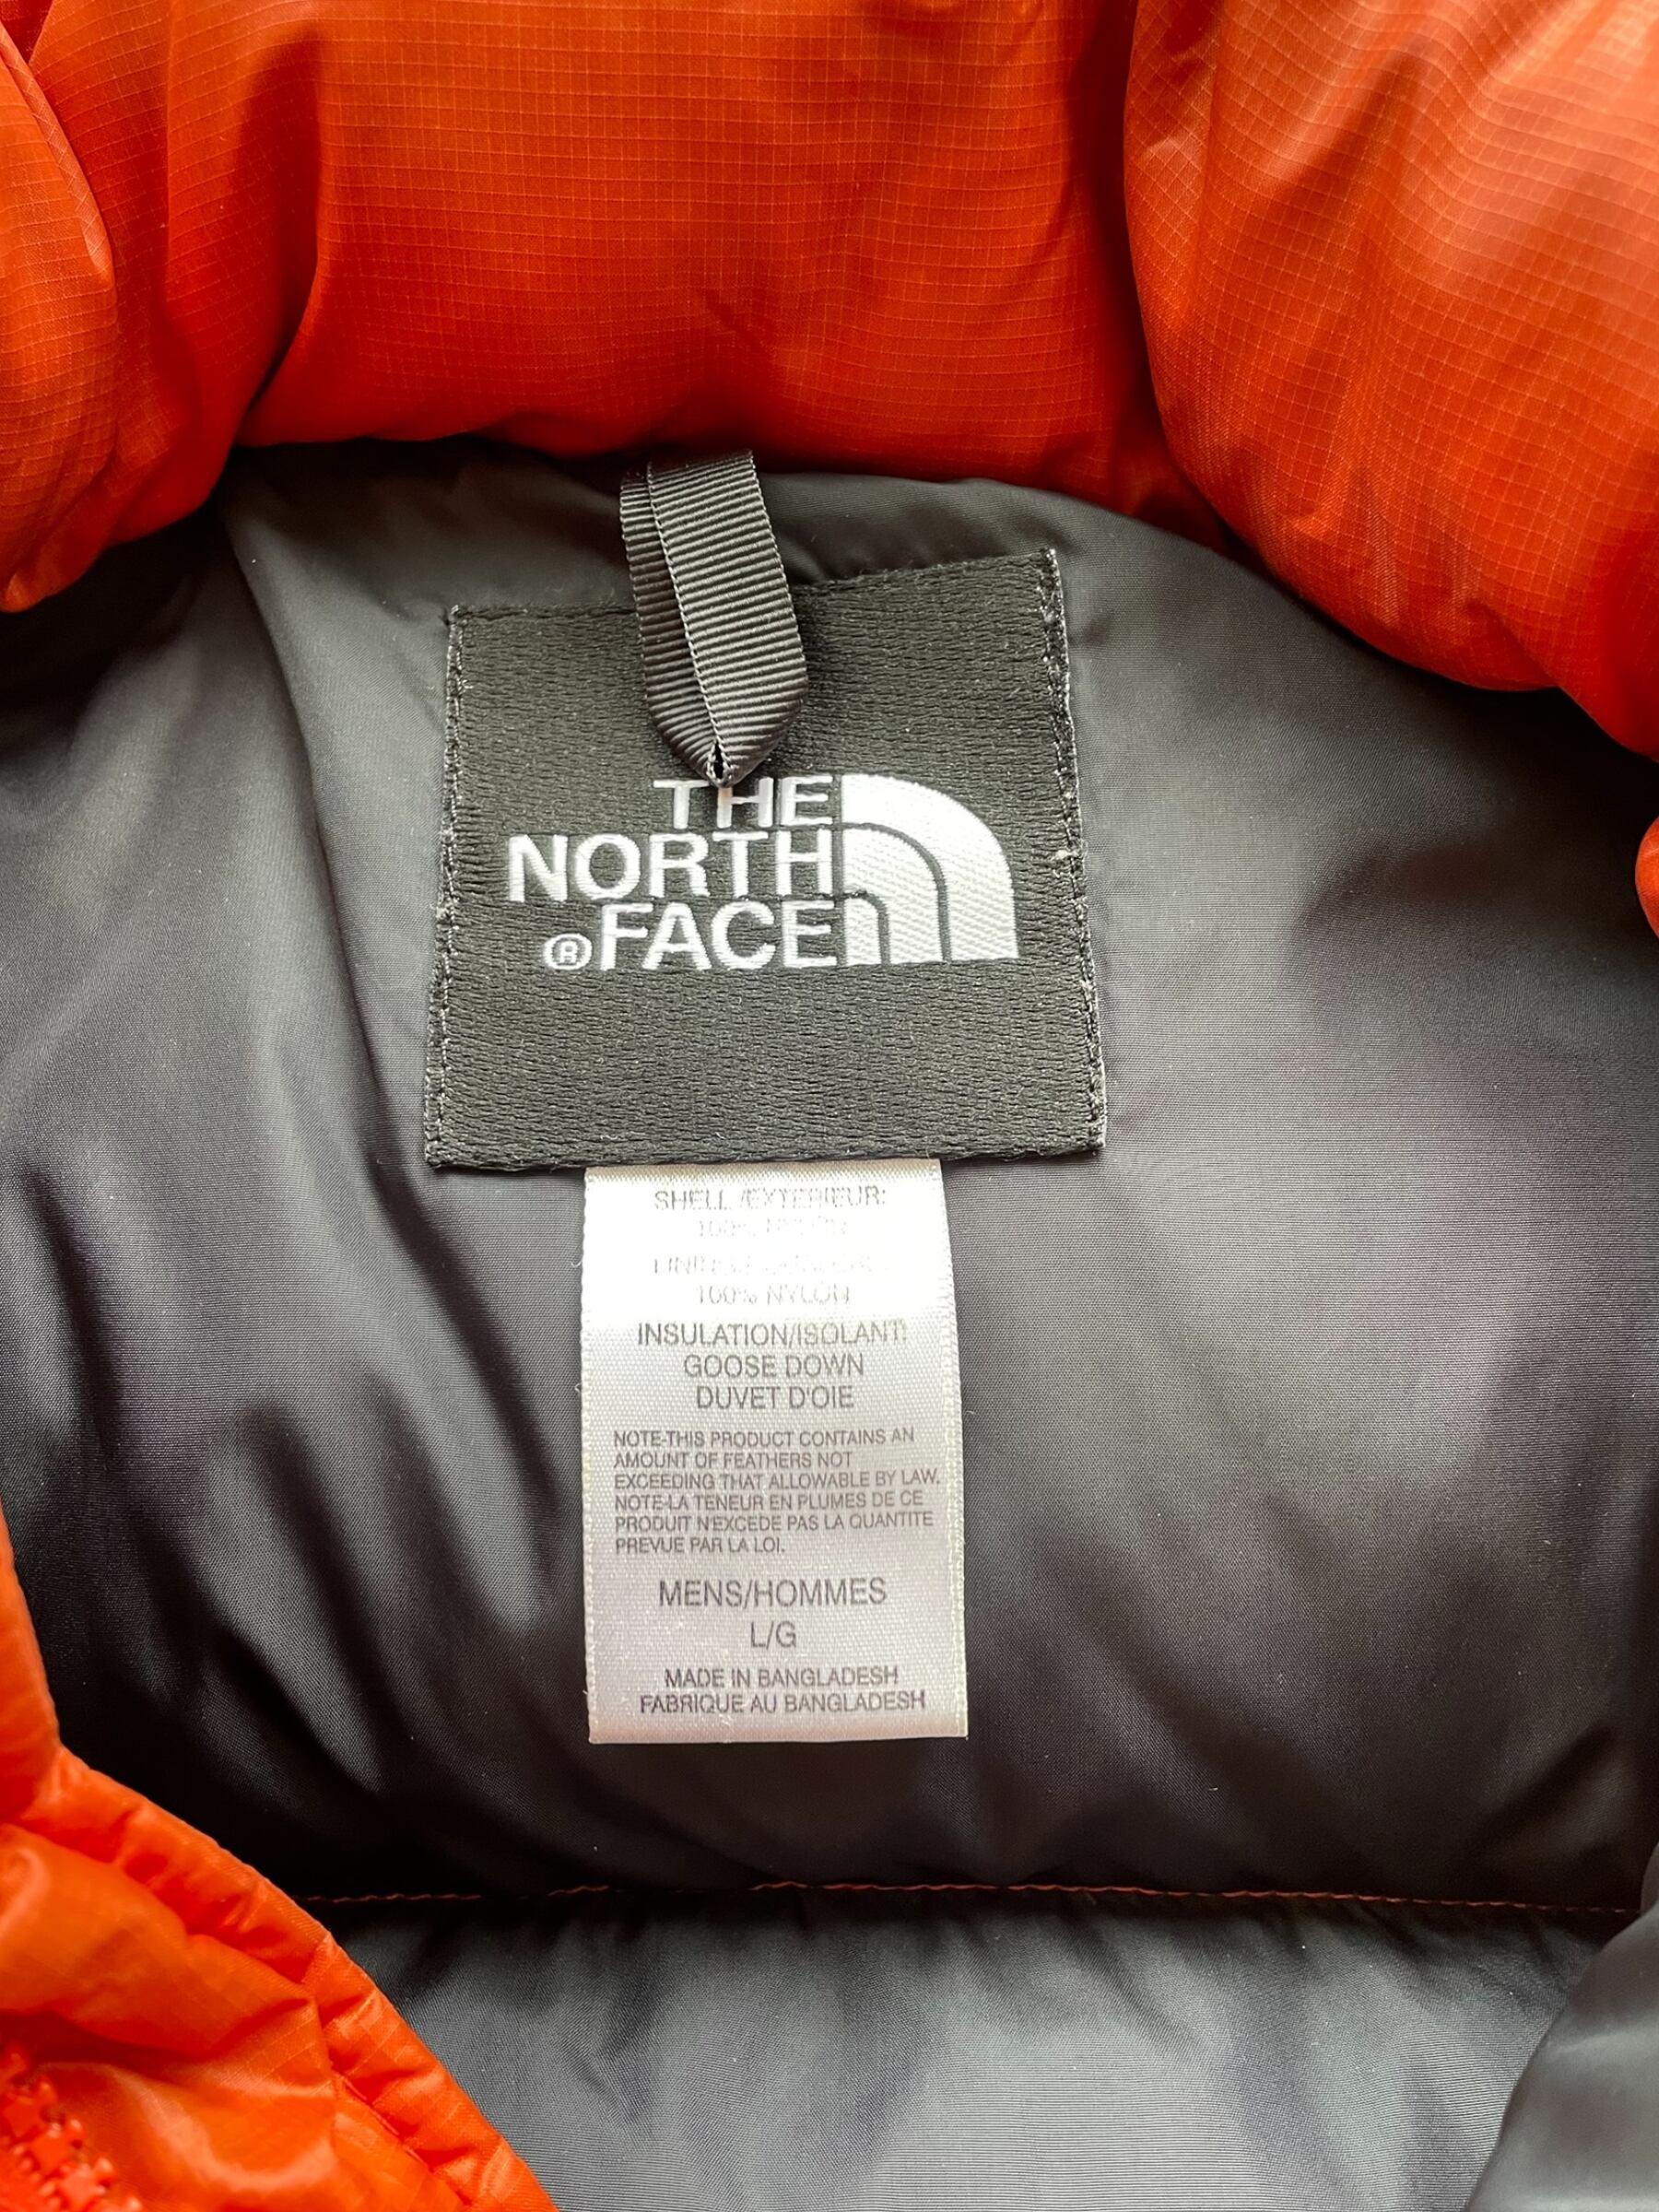 THE
NORTH
®FACE
SHELL/EXTERIEUR:
100% NYLON
100% NYLON
INSULATION/ISOLANT:
GOOSE DOWN
DUVET D'OIE
NOTE-THIS PRODUCT CONTAINS AN
AMOUNT OF FEATHERS NOT
EXCEEDING THAT ALLOWABLE BY LAW.
NOTE-LA TENEUR EN PLUMES DE CE
PRODUIT N'EXCEDE PAS LA QUANTITE
PREVUE PAR LA LOI.
MENS/HOMMES
L/G
MADE IN BANGLADESH
FABRIQUE AU BANGLADESH